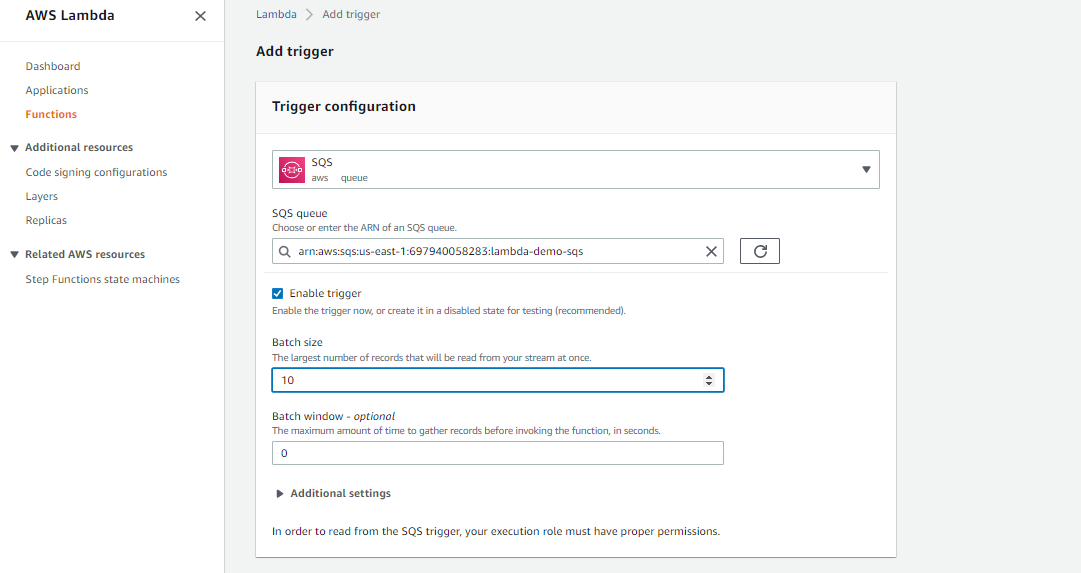 AWS Lambda
Dashboard
Applications
Functions
Additional resources
Code signing configurations
Layers
Replicas
Related AWS resources
Step Functions state machines
Lambda > Add trigger
Add trigger
Trigger configuration
SQS
aws queue
SQS queue
Choose or enter the ARN of an SQS queue.
arn:aws:sqs:us-east-1:697940058283:lambda-demo-sqs
Enable trigger
Enable the trigger now, or create it in a disabled state for testing (recommended).
Batch size
The largest number of records that will be read from your stream at once.
10
Batch window - optional
The maximum amount of time to gather records before invoking the function, in seconds.
0
Additional settings
In order to read from the SQS trigger, your execution role must have proper permissions.